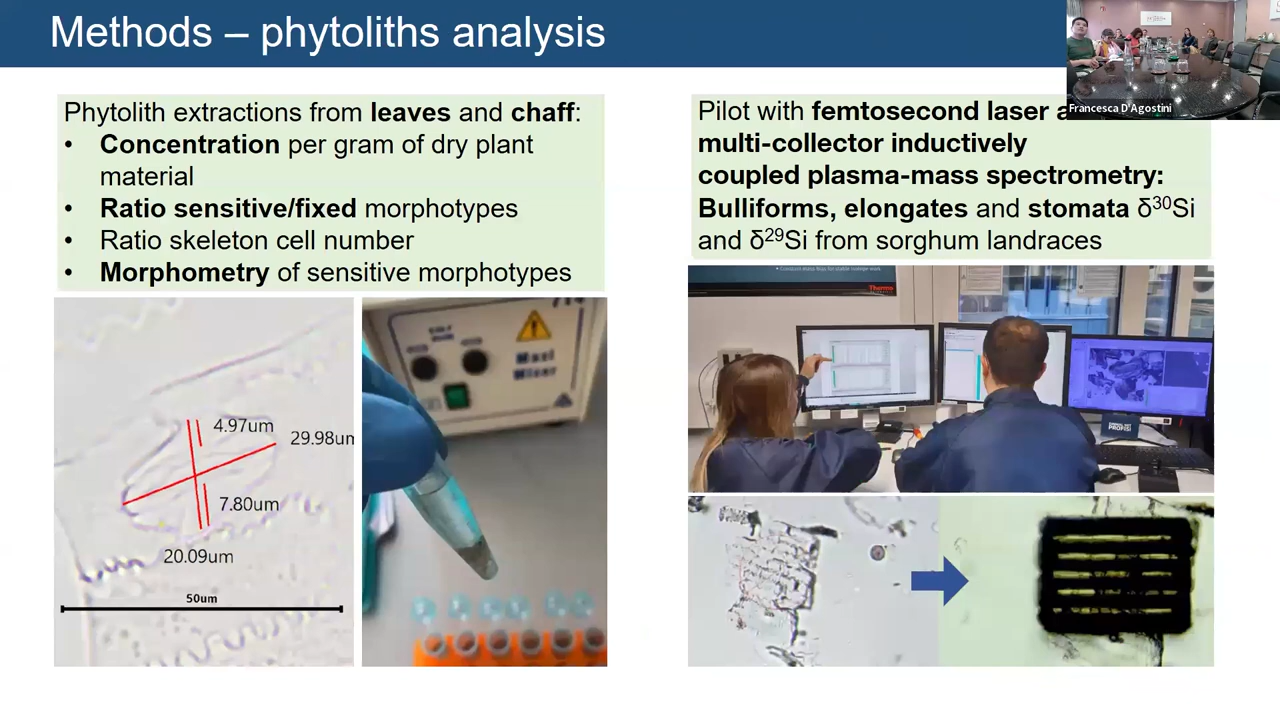 Methods – phytoliths analysis
Francesca D'Agostini
Phytolith extractions from leaves and chaff:
• Concentration per gram of dry plant
material
• Ratio sensitive/fixed morphotypes
• Ratio skeleton cell number
• Morphometry of sensitive morphotypes
Pilot with femtosecond laser
multi-collector inductively
coupled plasma-mass spectrometry:
Bulliforms, elongates and stomata δ³⁰Si
and δ²⁹Si from sorghum landraces
4.97um
29.98um
7.80um
20.09um
50um
Thermo